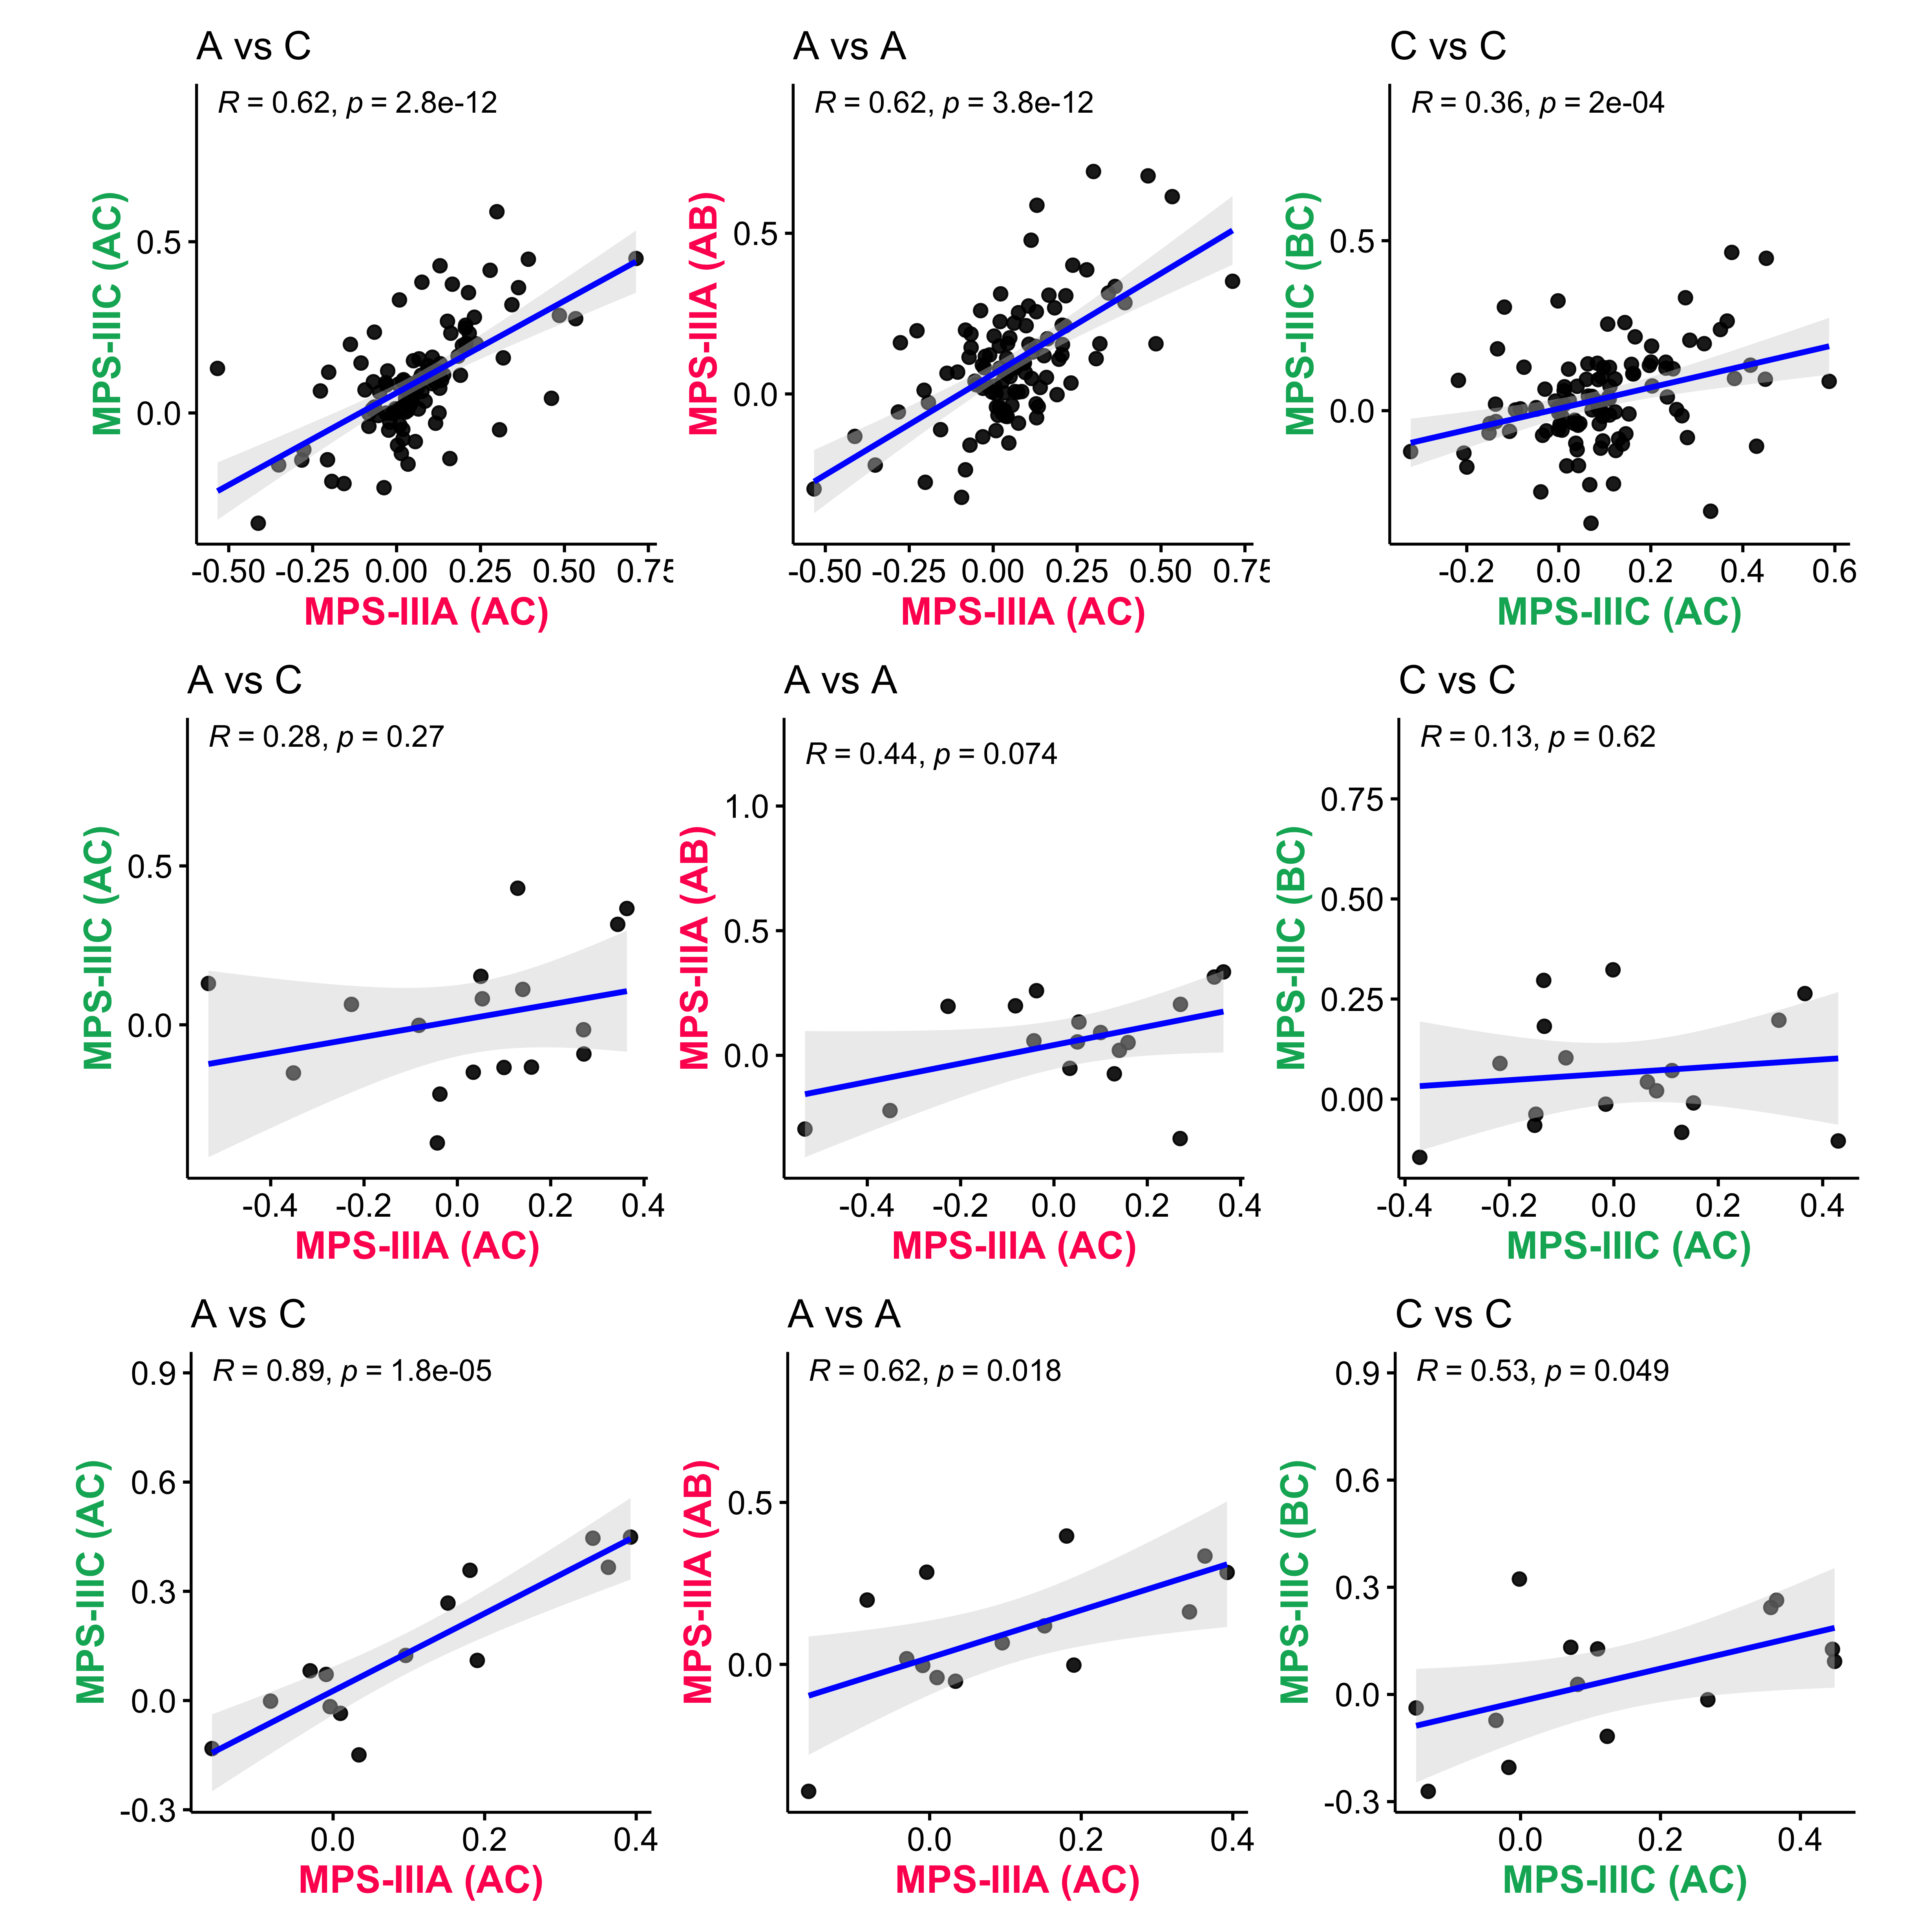 A vs C
R = 0.62, p = 2.8e-12
MPS-IIIC (AC)
0.5
0.0
-0.50 -0.25 0.00 0.25 0.50 0.75
MPS-IIIA (AC)
A vs A
R = 0.62, p = 3.8e-12
MPS-IIIA (AB)
0.5
0.0
-0.50 -0.25 0.00 0.25 0.50 0.75
MPS-IIIA (AC)
C vs C
R = 0.36, p = 2e-04
MPS-IIIC (BC)
0.5
0.0
-0.2 0.0 0.2 0.4 0.6
MPS-IIIC (AC)
A vs C
R = 0.28, p = 0.27
MPS-IIIC (AC)
0.5
0.0
-0.4 -0.2 0.0 0.2 0.4
MPS-IIIA (AC)
A vs A
R = 0.44, p = 0.074
MPS-IIIA (AB)
1.0
0.5
0.0
-0.4 -0.2 0.0 0.2 0.4
MPS-IIIA (AC)
C vs C
R = 0.13, p = 0.62
MPS-IIIC (BC)
0.75
0.50
0.25
0.00
-0.4 -0.2 0.0 0.2 0.4
MPS-IIIC (AC)
A vs C
R = 0.89, p = 1.8e-05
MPS-IIIC (AC)
0.9
0.6
0.3
0.0
-0.3
0.0 0.2 0.4
MPS-IIIA (AC)
A vs A
R = 0.62, p = 0.018
MPS-IIIA (AB)
0.5
0.0
0.0 0.2 0.4
MPS-IIIA (AC)
C vs C
R = 0.53, p = 0.049
MPS-IIIC (BC)
0.9
0.6
0.3
0.0
-0.3
0.0 0.2 0.4
MPS-IIIC (AC)